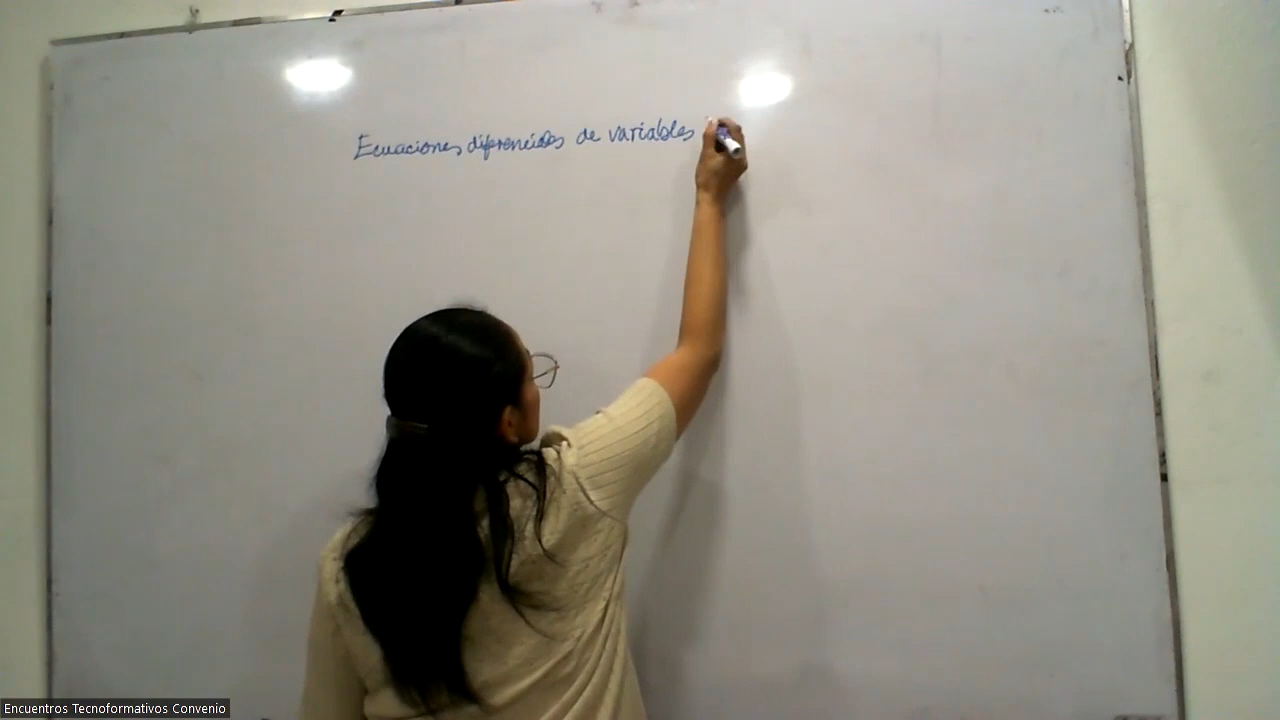 Ecuaciones diferenciales de variables
Encuentros Tecnoformativos Convenio